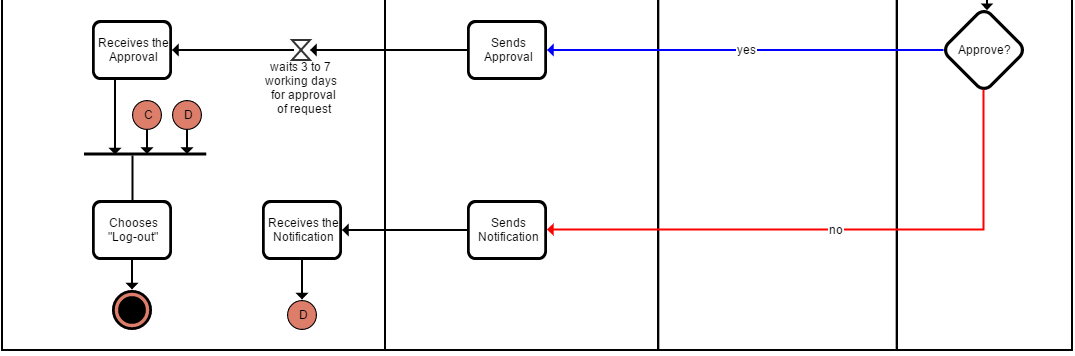 Receives the
Approval
waits 3 to 7
working days
for approval
of request
Sends
Approval
yes
Approve?
C
D
Chooses
"Log-out"
Receives the
Notification
Sends
Notification
no
D